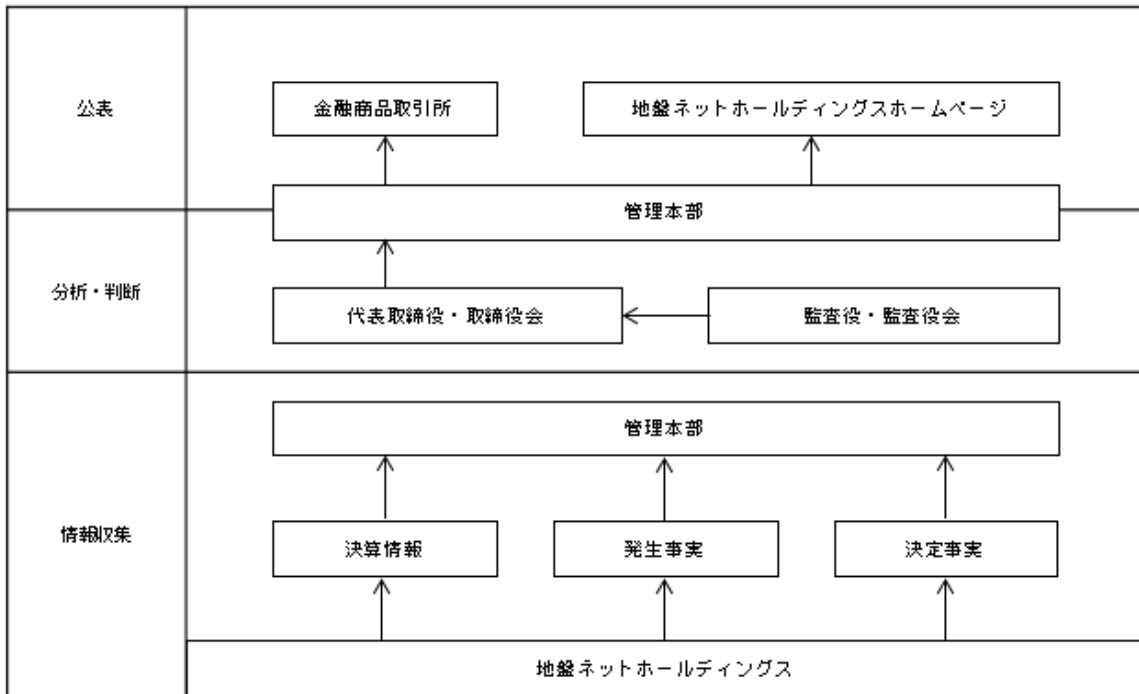 公表
金融商品取引所
地盤ネットホールディングスホームページ
管理本部
分析・判断
代表取締役・取締役会
監査役・監査役会
管理本部
情報収集
決算情報
発生事実
決定事実
地盤ネットホールディングス